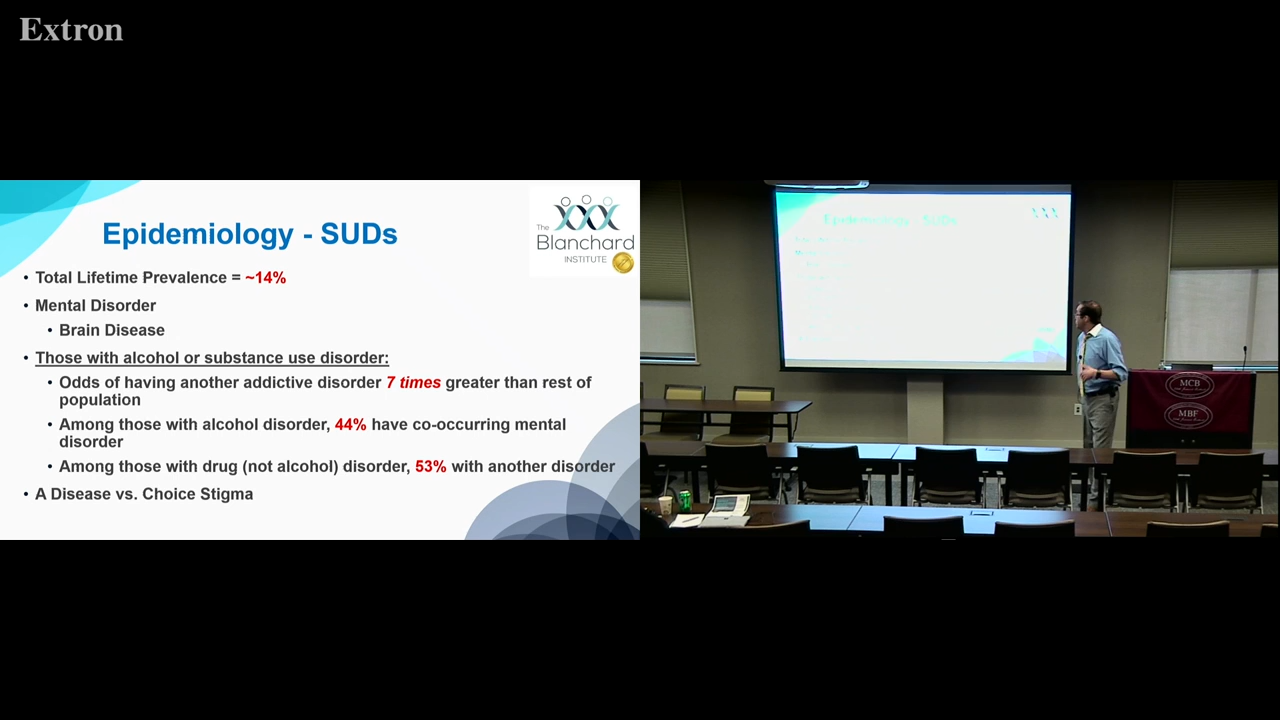 Extron
Epidemiology - SUDs
The
Blanchard
INSTITUTE
• Total Lifetime Prevalence = ~14%
• Mental Disorder
• Brain Disease
• Those with alcohol or substance use disorder:
• Odds of having another addictive disorder 7 times greater than rest of
population
• Among those with alcohol disorder, 44% have co-occurring mental
disorder
• Among those with drug (not alcohol) disorder, 53% with another disorder
• A Disease vs. Choice Stigma
Epidemiology - SUDs
MCB
MBF